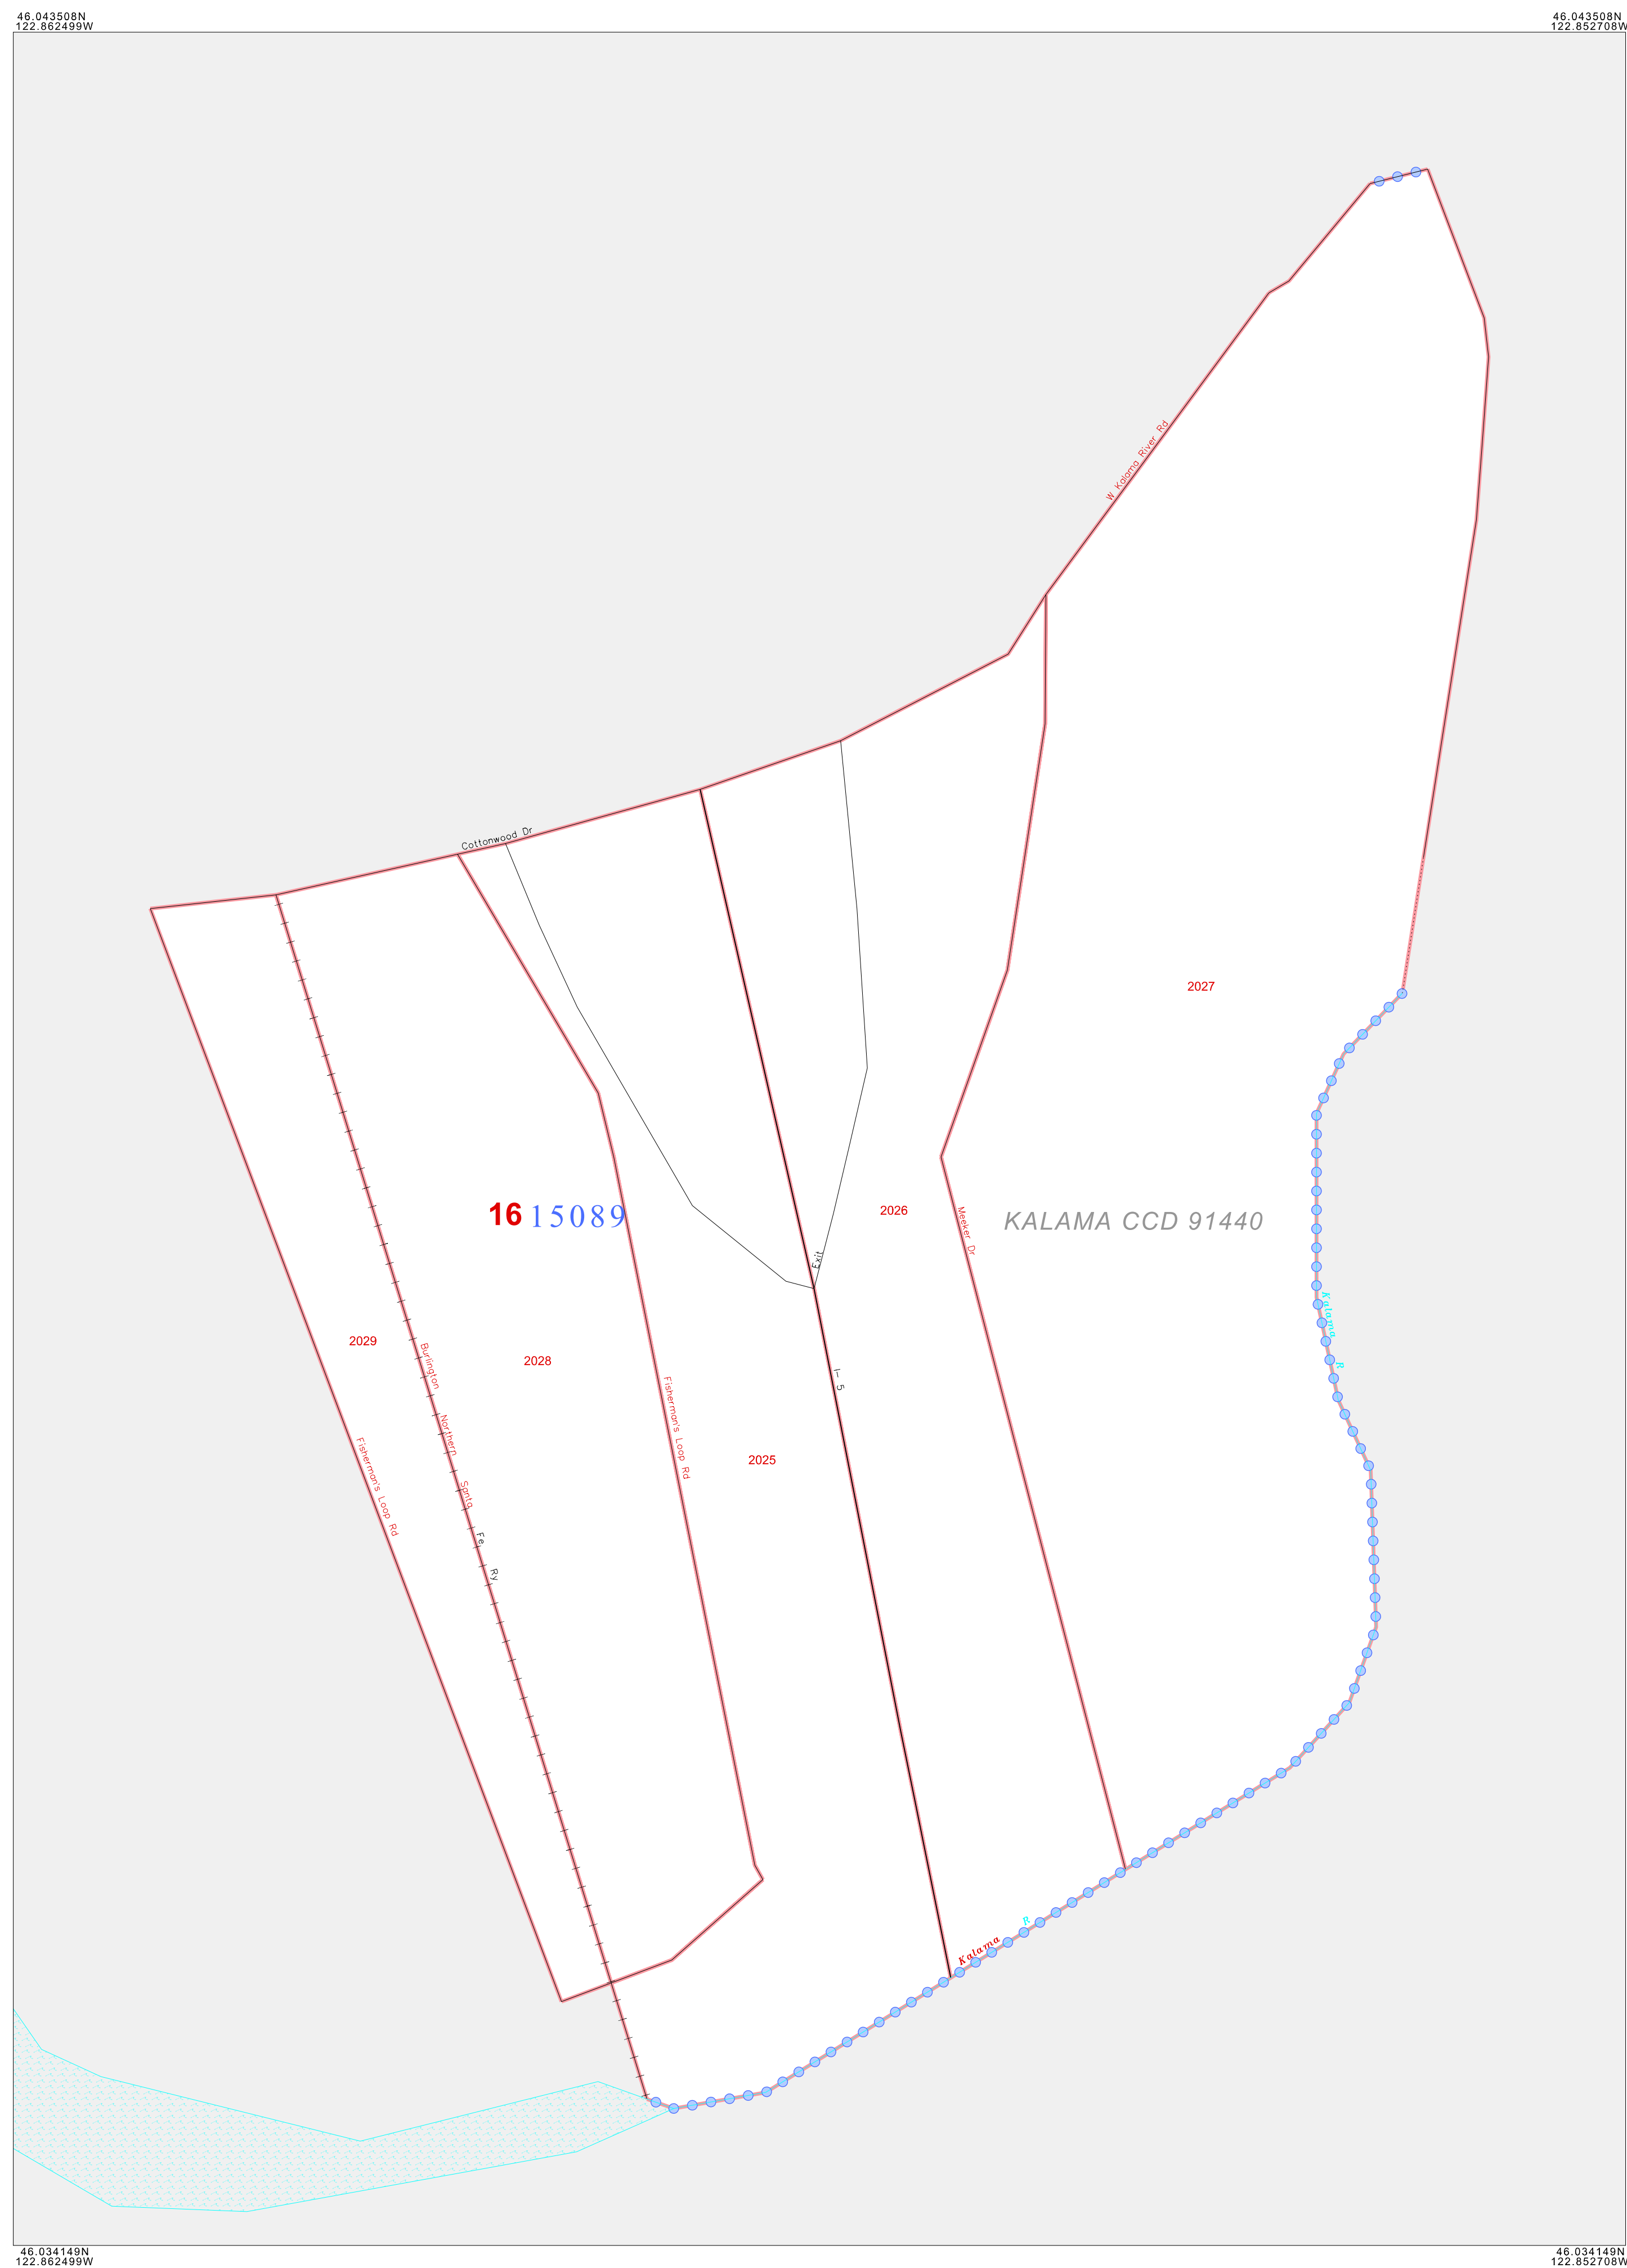 46.043508N
122.862499W
46.043508N
122.852708W
W Kalama River Rd
Cottonwood Dr
2027
16 15089
2026
Meeker Dr
KALAMA CCD 91440
Exit
Kalama R
2029
2028
Burlington Northern Santa Fe Ry
I- 5
Fisherman's Loop Rd
Fisherman's Loop Rd
2025
Kalama R
46.034149N
122.862499W
46.034149N
122.852708W